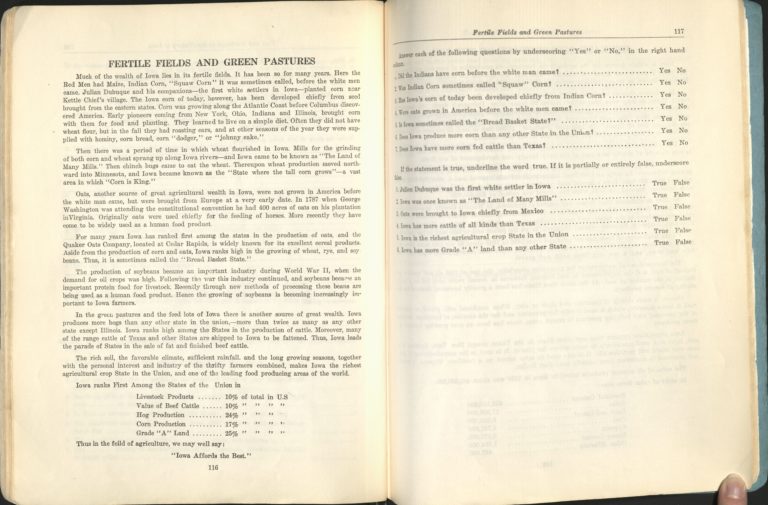 FERTILE FIELDS AND GREEN PASTURES
Much of the wealth of Iowa lies in its fertile fields. It has been so for many years. Here the
Red Men had Maize, Indian Corn, "Squaw Corn" it was sometimes called, before the white men
came. Julian Dubuque and his companions—the first white settlers in Iowa—planted corn near
Kettle Chief's village. The Iowa corn of today, however, has been developed chiefly from seed
brought from the eastern states. Corn was growing along the Atlantic Coast before Columbus discov-
ered America. Early pioneers coming from New York, Ohio, Indiana and Illinois, brought corn
with them for food and planting. They learned to live on a simple diet. Often they did not have
wheat flour, but in the fall they had roasting ears, and at other seasons of the year they were sup-
plied with hominy, corn bread, corn "dodger," or "johnny sake."
Then there was a period of time in which wheat flourished in Iowa. Mills for the grinding
of both corn and wheat sprang up along Iowa rivers—and Iowa came to be known as "The Land of
Many Mills." Then chinch bugs came to eat the wheat. Thereupon wheat production moved north-
ward into Minnesota, and Iowa became known as the "State where the tall corn grows"—a vast
area in which "Corn is King."
Oats, another source of great agricultural wealth in Iowa, were not grown in America before
the white man came, but were brought from Europe at a very early date. In 1787 when George
Washington was attending the constitutional convention he had 400 acres of oats on his plantation
inVirginia. Originally oats were used chiefly for the feeding of horses. More recently they have
come to be widely used as a human food product.
For many years Iowa has ranked first among the states in the production of oats, and the
Quaker Oats Company, located at Cedar Rapids, is widely known for its excellent cereal products.
Aside from the production of corn and oats, Iowa ranks high in the growing of wheat, rye, and soy
beans. Thus, it is sometimes called the "Bread Basket State."
The production of soybeans became an important industry during World War II, when the
demand for oil crops was high. Following the war this industry continued, and soybeans became an
important protein food for livestock. Recently through new methods of processing these beans are
being used as a human food product. Hence the growing of soybeans is becoming increasingly im-
portant to Iowa farmers.
In the green pastures and the feed lots of Iowa there is another source of great wealth. Iowa
produces more hogs than any other state in the union,—more than twice as many as any other
state except Illinois. Iowa ranks high among the States in the production of cattle. Moreover, many
of the range cattle of Texas and other States are shipped to Iowa to be fattened. Thus, Iowa leads
the parade of States in the sale of fat and finished beef cattle.
The rich soil, the favorable climate, sufficient rainfall, and the long growing seasons, together
with the personal interest and industry of the thrifty farmers combined, makes Iowa the richest
agricultural crop State in the Union, and one of the leading food producing areas of the world.
Iowa ranks First Among the States of the Union in
Livestock Products ....... 10% of total in U.S
Value of Beef Cattle ...... 10% " " " "
Hog Production .......... 24% " " " "
Corn Production .......... 17% " " " "
Grade "A" Land ......... 25% " " " "
Thus in the feild of agriculture, we may well say:
"Iowa Affords the Best."
116
Fertile Fields and Green Pastures 117
Answer each of the following questions by underscoring "Yes" or "No," in the right hand
column.
Did the Indians have corn before the white man came? .......................... Yes No
2. Was Indian Corn sometimes called "Squaw" Corn? .......................... Yes No
3. Has Iowa's corn of today been developed chiefly from Indian Corn? .............. Yes No
4. Were oats grown in America before the white men came? ........................ Yes No
5. Is Iowa sometimes called the "Bread Basket State?" ........................ Yes No
6. Does Iowa produce more corn than any other State in the Union? .................. Yes No
7. Does Iowa have more corn fed cattle than Texas? ........................ Yes No
If the statement is true, underline the word true. If it is partially or entirely false, underscore
false.
1. Julien Dubuque was the first white settler in Iowa ........................ True False
2. Iowa was once known as "The Land of Many Mills" ........................ True False
3. Oats were brought to Iowa chiefly from Mexico ........................ True False
4. Iowa has more cattle of all kinds than Texas ........................ True False
5. Iowa is the richest agricultural crop State in the Union ........................ True False
6. Iowa has more Grade "A" land than any other State ........................ True False